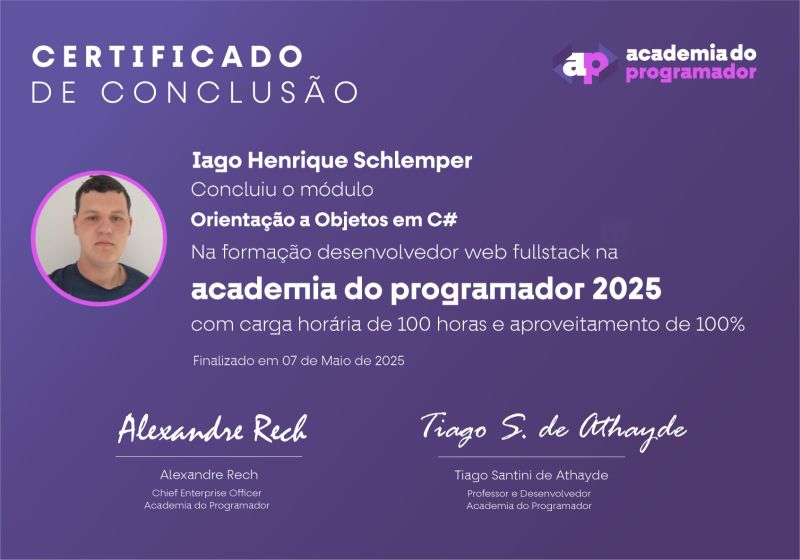 CERTIFICADO
DE CONCLUSÃO
ap
academia do
programador
Iago Henrique Schlemper
Concluiu o módulo
Orientação a Objetos em C#
Na formação desenvolvedor web fullstack na
academia do programador 2025
com carga horária de 100 horas e aproveitamento de 100%
Finalizado em 07 de Maio de 2025
Alexandre Rech
Alexandre Rech
Chief Enterprise Officer
Academia do Programador
Tiago S. de Athayde
Tiago Santini de Athayde
Professor e Desenvolvedor
Academia do Programador